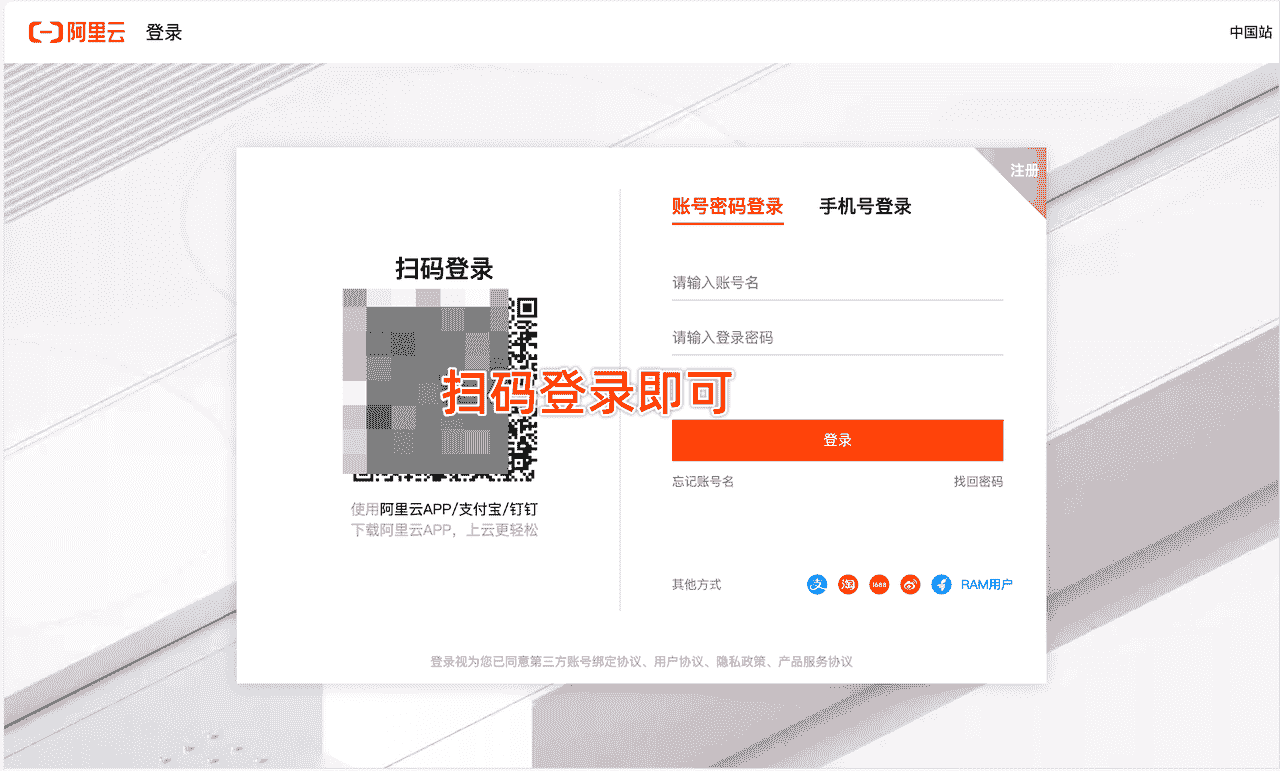 阿里云 登录
中国站
注册
扫码登录
使用阿里云APP/支付宝/钉钉
下载阿里云APP，上云更轻松
账号密码登录 手机号登录
请输入账号名
请输入登录密码
扫码登录即可
登录
忘记账号名 找回密码
其他方式 支 淘 1688 RAM用户
登录视为您已同意第三方账号绑定协议、用户协议、隐私政策、产品服务协议